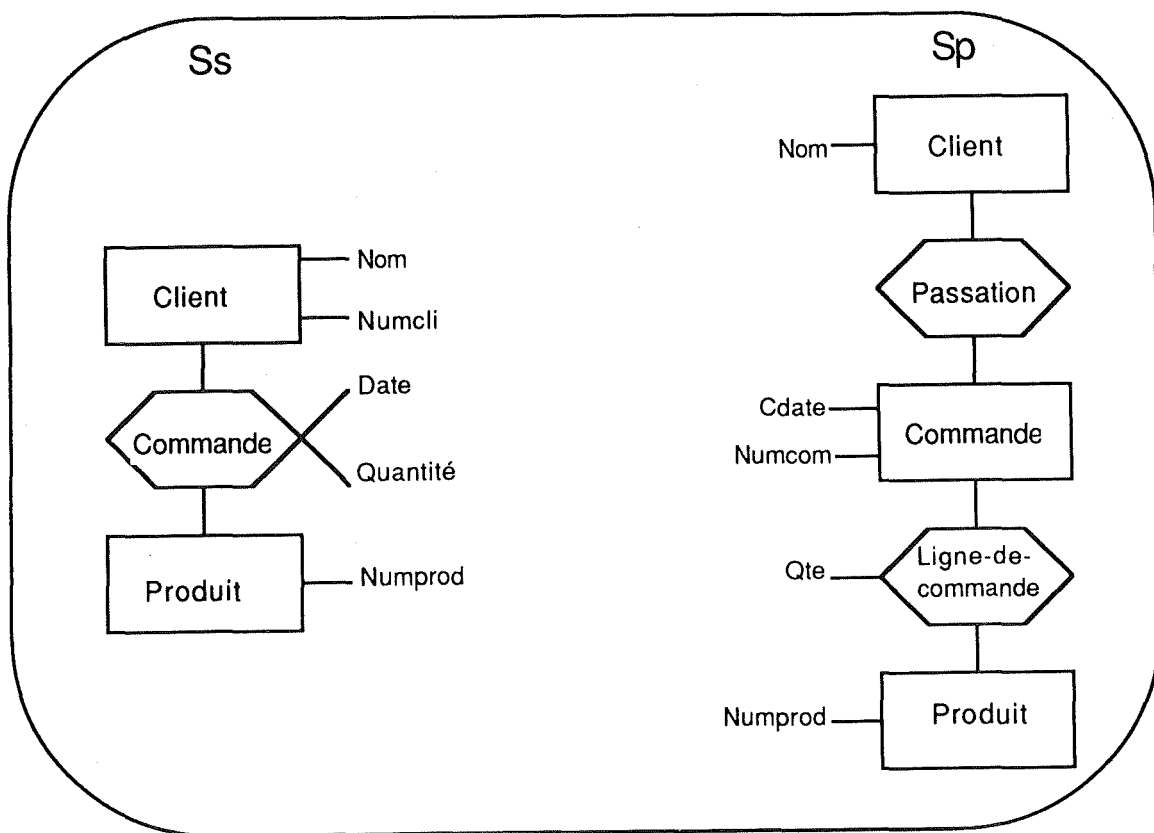 Ss
Client
Nom
Numcli
Commande
Date
Quantité
Produit
Numprod
Sp
Nom
Client
Passation
Cdate
Numcom
Commande
Qte
Ligne-de-
commande
Numprod
Produit